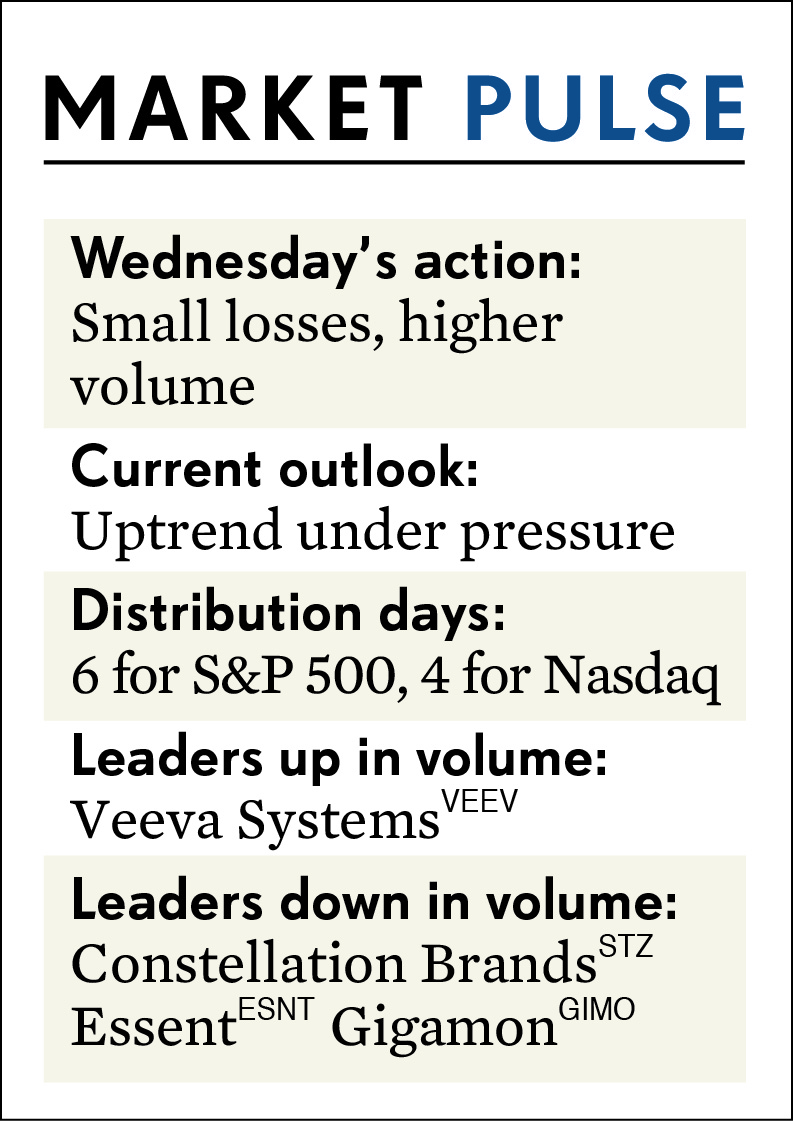 MARKET PULSE
Wednesday’s action:
Small losses, higher
volume
Current outlook:
Uptrend under pressure
Distribution days:
6 for S&P 500, 4 for Nasdaq
Leaders up in volume:
Veeva Systems VEEV
Leaders down in volume:
Constellation Brands STZ
Essent ESNT Gigamon GIMO